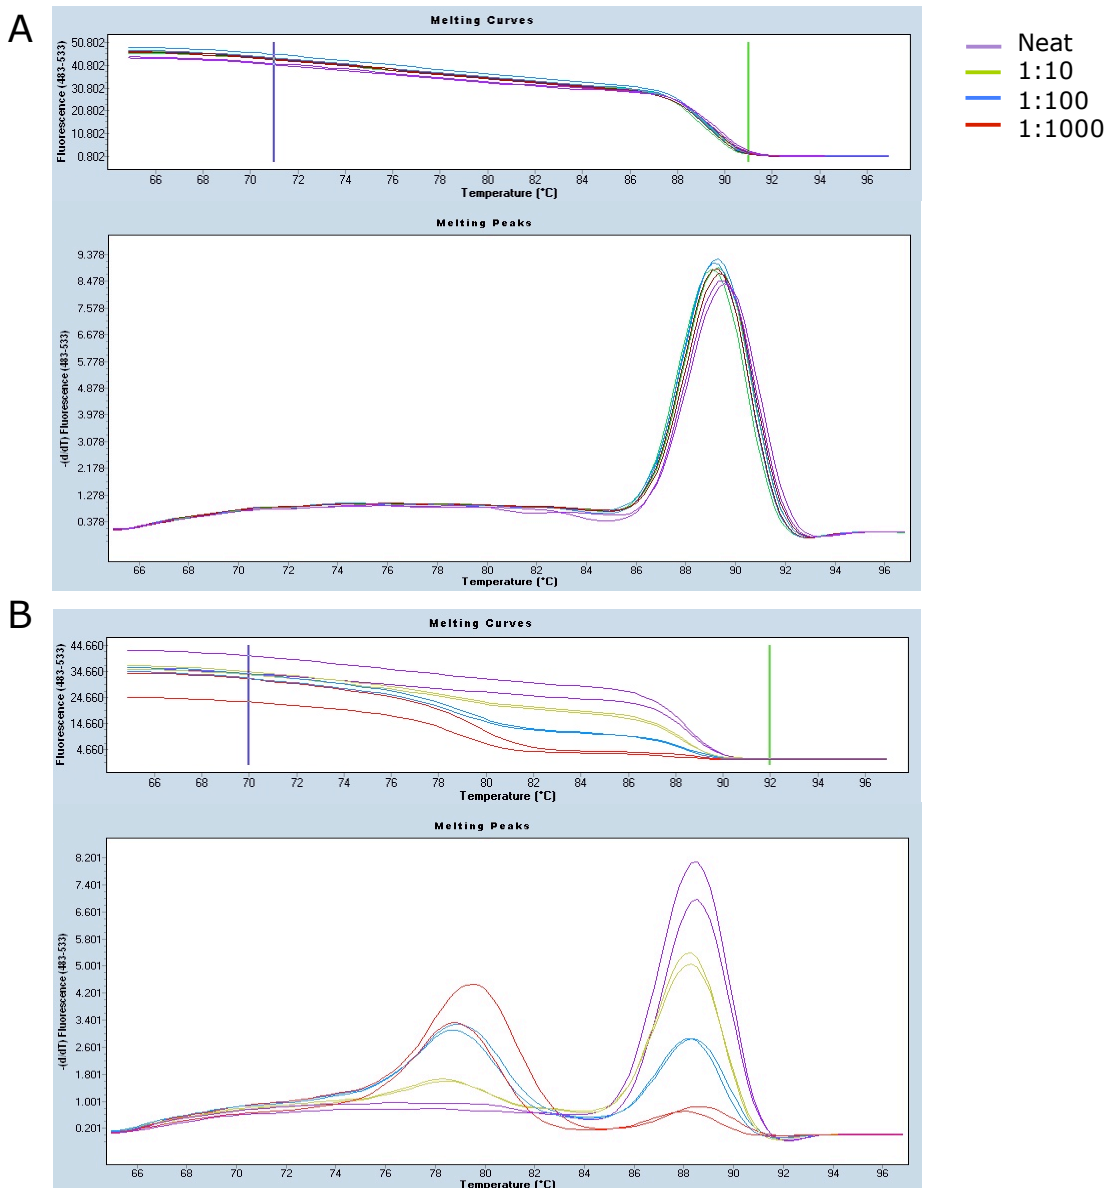 A
Melting Curves
Fluorescence (483-533)
50.802
40.802
30.802
20.802
10.802
0.802
66 68 70 72 74 76 78 80 82 84 86 88 90 92 94 96
Temperature (°C)
Neat
1:10
1:100
1:1000
Melting Peaks
-(d/dT) Fluorescence (483-533)
9.378
8.478
7.578
6.678
5.778
4.878
3.978
3.078
2.178
1.278
0.378
66 68 70 72 74 76 78 80 82 84 86 88 90 92 94 96
Temperature (°C)
B
Melting Curves
Fluorescence (483-533)
44.660
34.660
24.660
14.660
4.660
66 68 70 72 74 76 78 80 82 84 86 88 90 92 94 96
Temperature (°C)
Melting Peaks
-(d/dT) Fluorescence (483-533)
8.201
7.401
6.601
5.801
5.001
4.201
3.401
2.601
1.801
1.001
0.201
66 68 70 72 74 76 78 80 82 84 86 88 90 92 94 96
Temperature (°C)